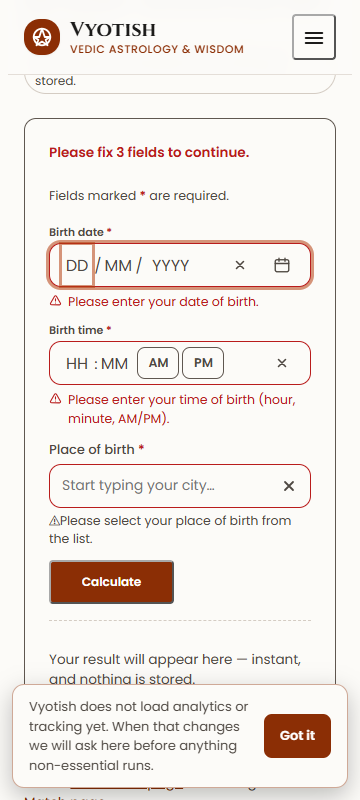 Vyotish
VEDIC ASTROLOGY & WISDOM
stored.
Please fix 3 fields to continue.
Fields marked * are required.
Birth date *
DD / MM / YYYY
Please enter your date of birth.
Birth time *
HH : MM AM PM
Please enter your time of birth (hour,
minute, AM/PM).
Place of birth *
Start typing your city...
Please select your place of birth from
the list.
Calculate
Your result will appear here — instant,
and nothing is stored.
Vyotish does not load analytics or
tracking yet. When that changes
we will ask here before anything
non-essential runs.
Got it